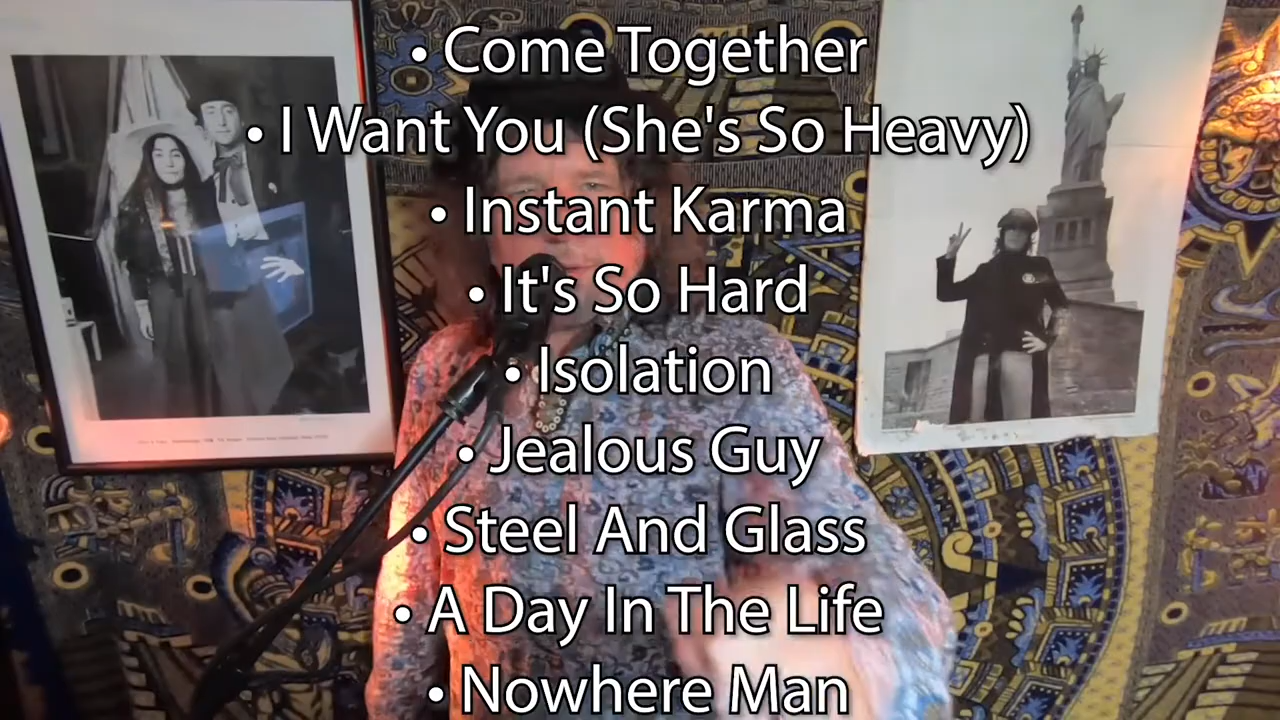 • Come Together
• I Want You (She's So Heavy)
• Instant Karma
• It's So Hard
• Isolation
• Jealous Guy
• Steel And Glass
• A Day In The Life
• Nowhere Man